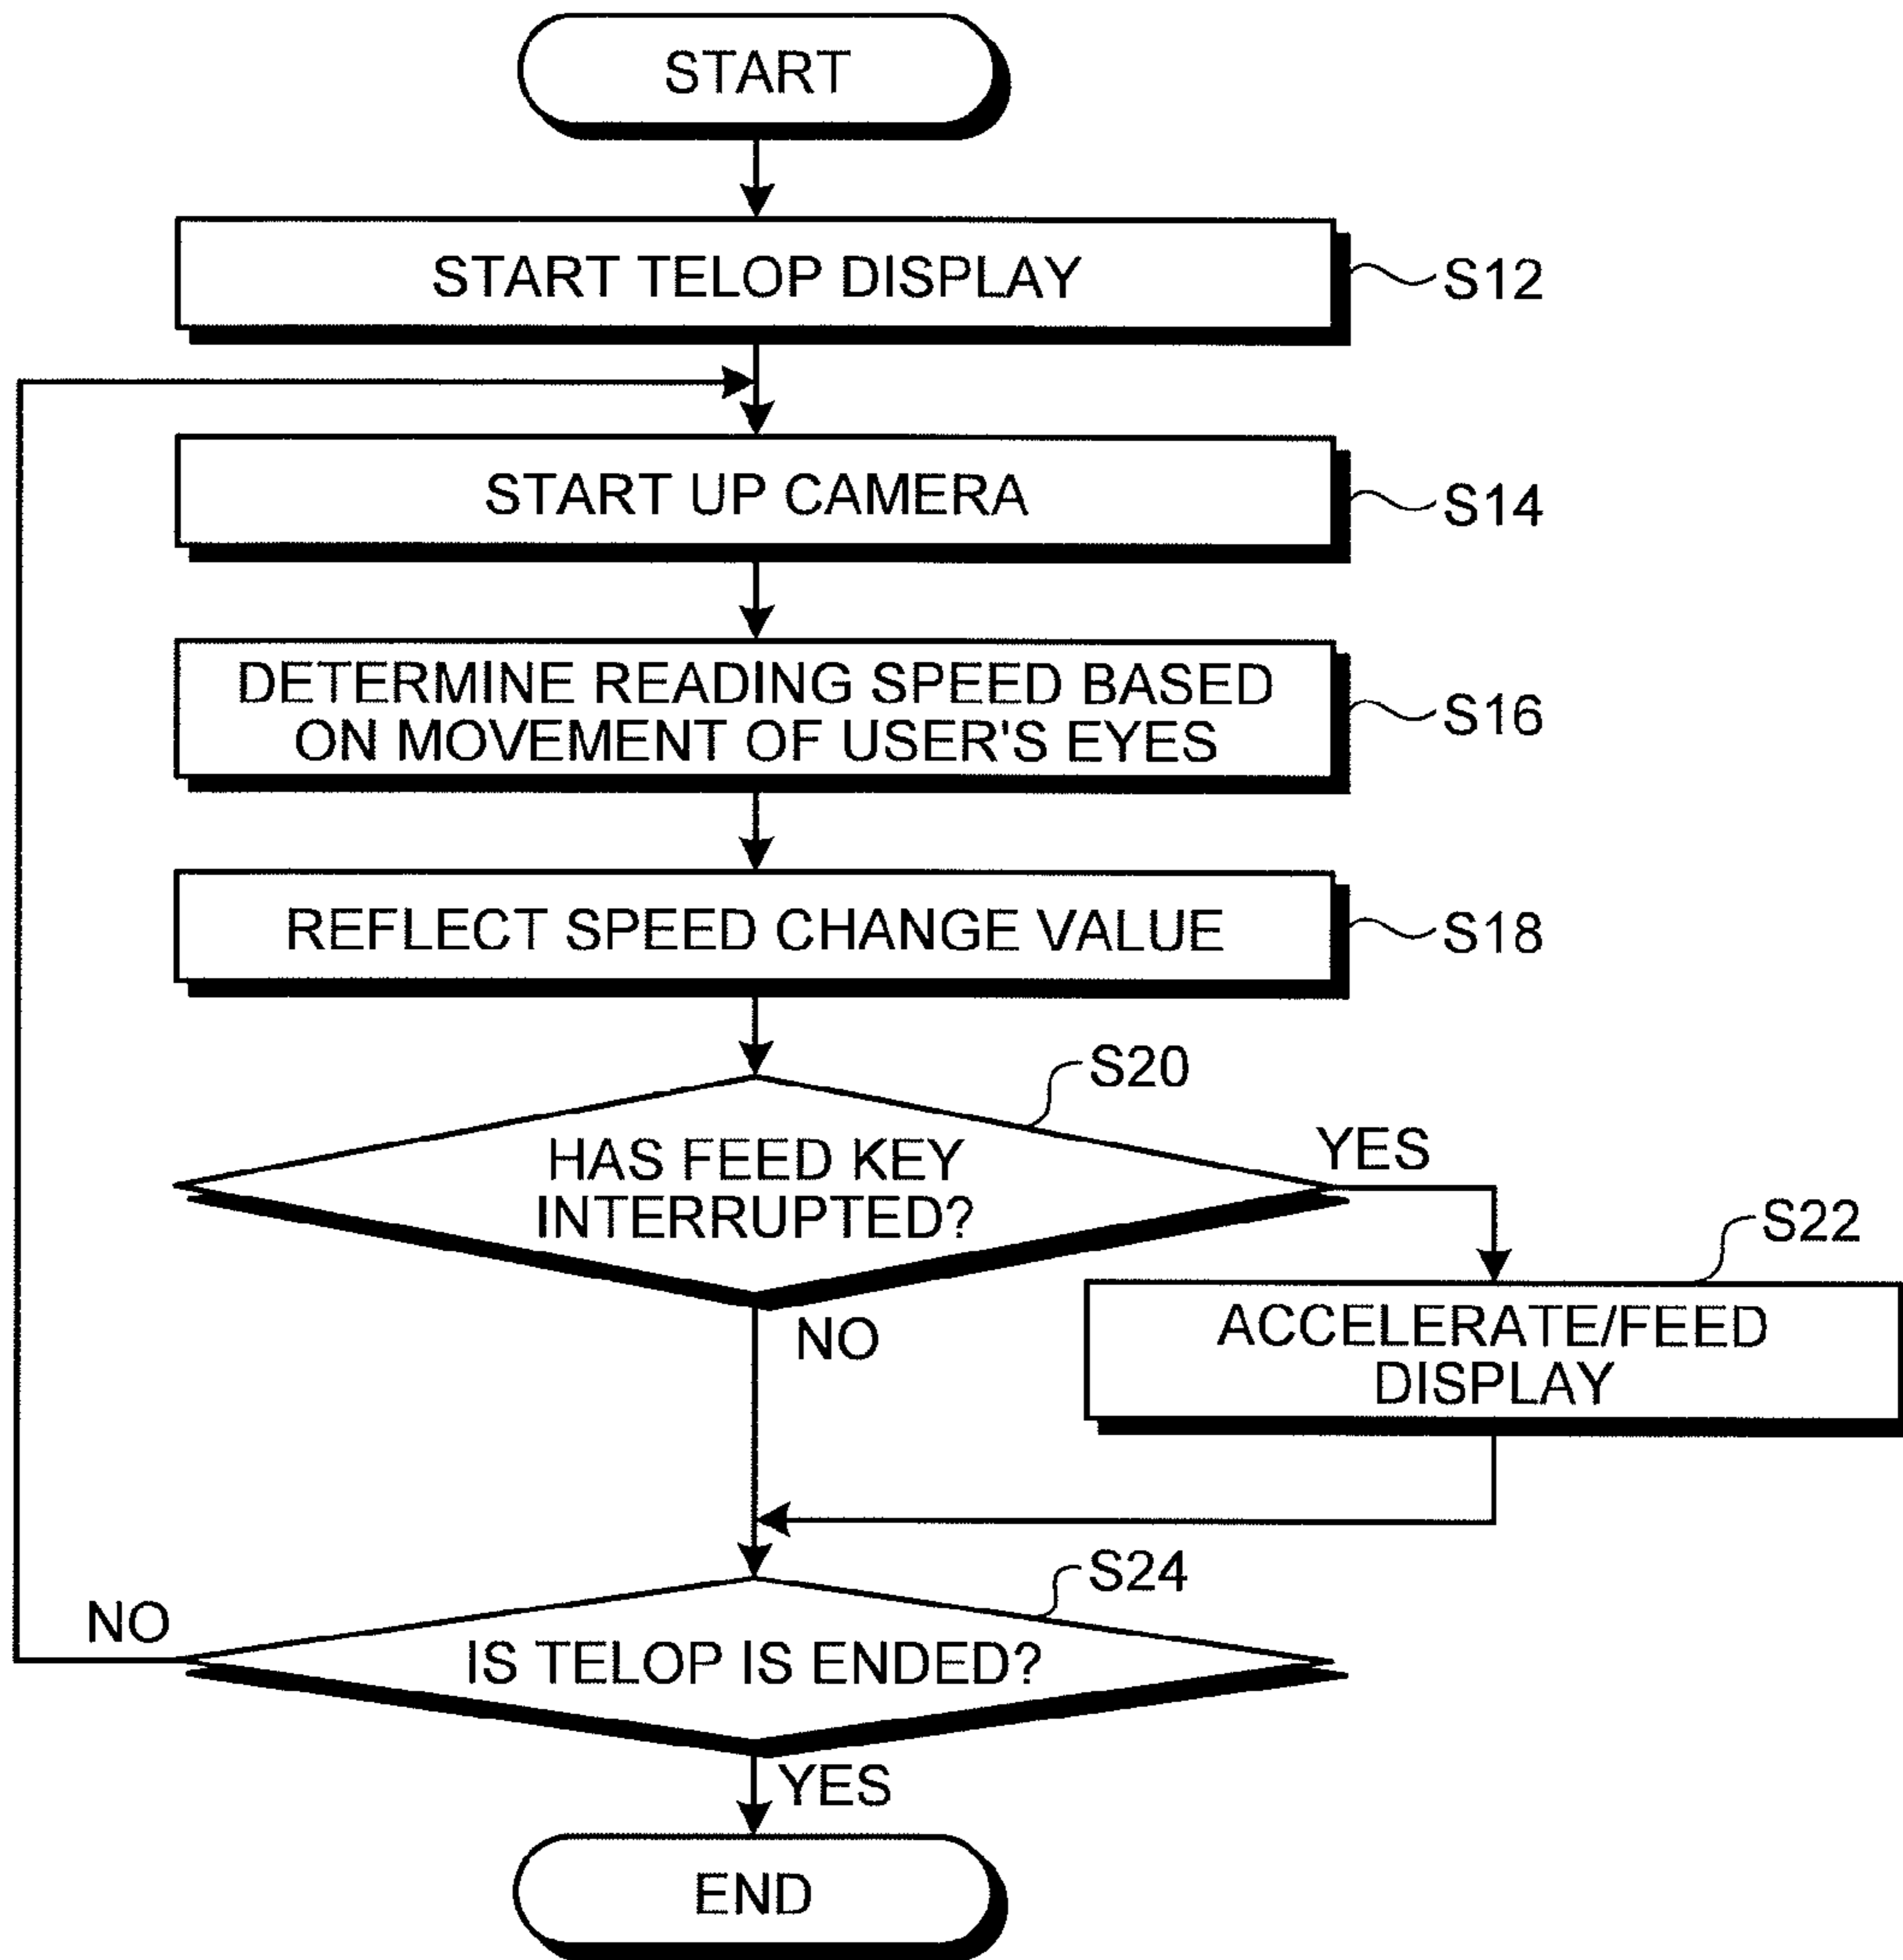 START
START TELOP DISPLAY
S12
START UP CAMERA
S14
DETERMINE READING SPEED BASED
ON MOVEMENT OF USER'S EYES
S16
REFLECT SPEED CHANGE VALUE
S18
S20
HAS FEED KEY
INTERRUPTED?
YES
S22
NO
ACCELERATE/FEED
DISPLAY
S24
NO
IS TELOP IS ENDED?
YES
END